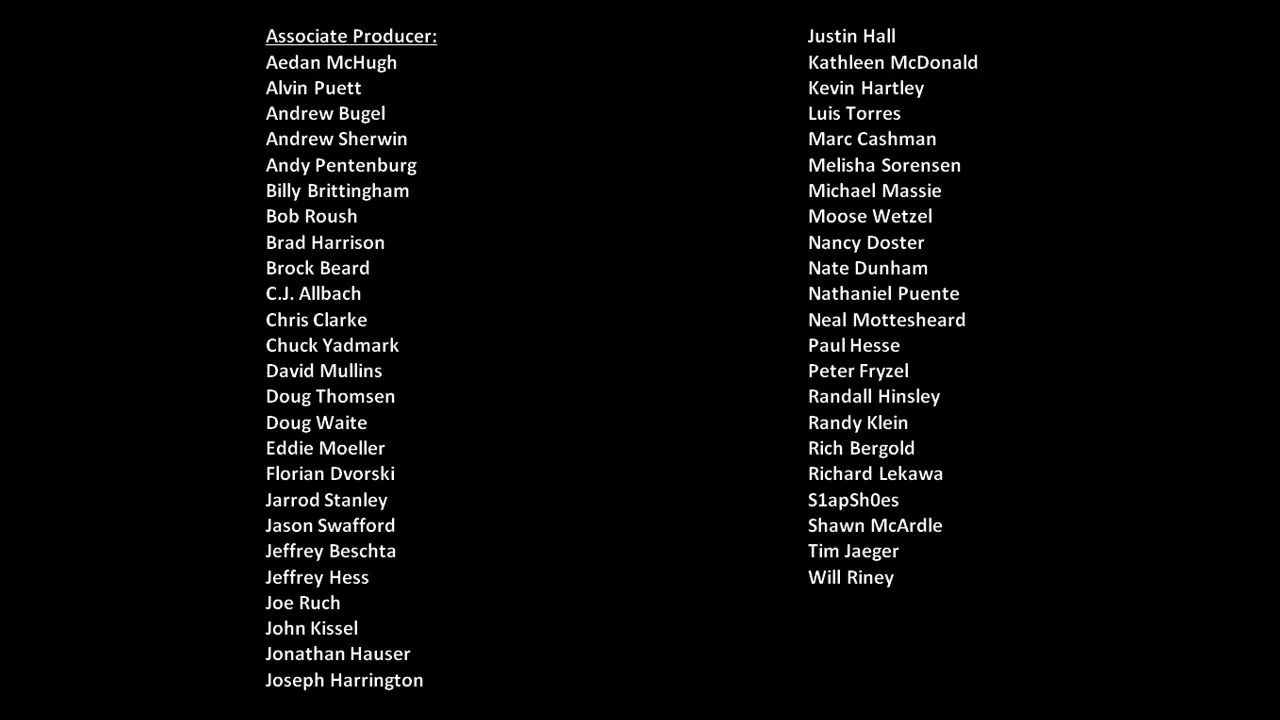 Associate Producer:
Aedan McHugh
Alvin Puett
Andrew Bugel
Andrew Sherwin
Andy Pentenburg
Billy Brittingham
Bob Roush
Brad Harrison
Brock Beard
C.J. Allbach
Chris Clarke
Chuck Yadmark
David Mullins
Doug Thomsen
Doug Waite
Eddie Moeller
Florian Dvorski
Jarrod Stanley
Jason Swafford
Jeffrey Beschta
Jeffrey Hess
Joe Ruch
John Kissel
Jonathan Hauser
Joseph Harrington
Justin Hall
Kathleen McDonald
Kevin Hartley
Luis Torres
Marc Cashman
Melisha Sorensen
Michael Massie
Moose Wetzel
Nancy Doster
Nate Dunham
Nathaniel Puente
Neal Mottesheard
Paul Hesse
Peter Fryzel
Randall Hinsley
Randy Klein
Rich Bergold
Richard Lekawa
S1apSh0es
Shawn McArdle
Tim Jaeger
Will Riney